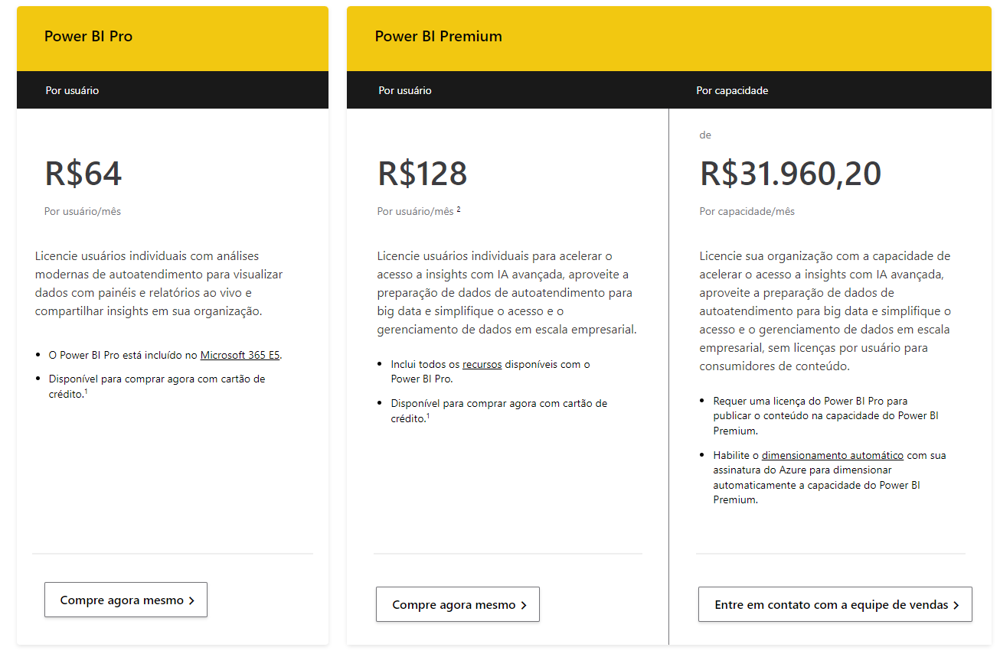 Power BI Pro
Por usuário
R$64
Por usuário/mês
Licencie usuários individuais com análises
modernas de autoatendimento para visualizar
dados com painéis e relatórios ao vivo e
compartilhar insights em sua organização.
• O Power BI Pro está incluído no Microsoft 365 E5.
• Disponível para comprar agora com cartão de
crédito.1
Compre agora mesmo >
Power BI Premium
Por usuário
R$128
Por usuário/mês 2
Licencie usuários individuais para acelerar o
acesso a insights com IA avançada, aproveite a
preparação de dados de autoatendimento para
big data e simplifique o acesso e o
gerenciamento de dados em escala empresarial.
• Inclui todos os recursos disponíveis com o
Power BI Pro.
• Disponível para comprar agora com cartão de
crédito.1
Compre agora mesmo >
Por capacidade
de
R$31.960,20
Por capacidade/mês
Licencie sua organização com a capacidade de
acelerar o acesso a insights com IA avançada,
aproveite a preparação de dados de
autoatendimento para big data e simplifique o
acesso e o gerenciamento de dados em escala
empresarial, sem licenças por usuário para
consumidores de conteúdo.
• Requer uma licença do Power BI Pro para
publicar o conteúdo na capacidade do Power BI
Premium.
• Habilite o dimensionamento automático com sua
assinatura do Azure para dimensionar
automaticamente a capacidade do Power BI
Premium.
Entre em contato com a equipe de vendas >